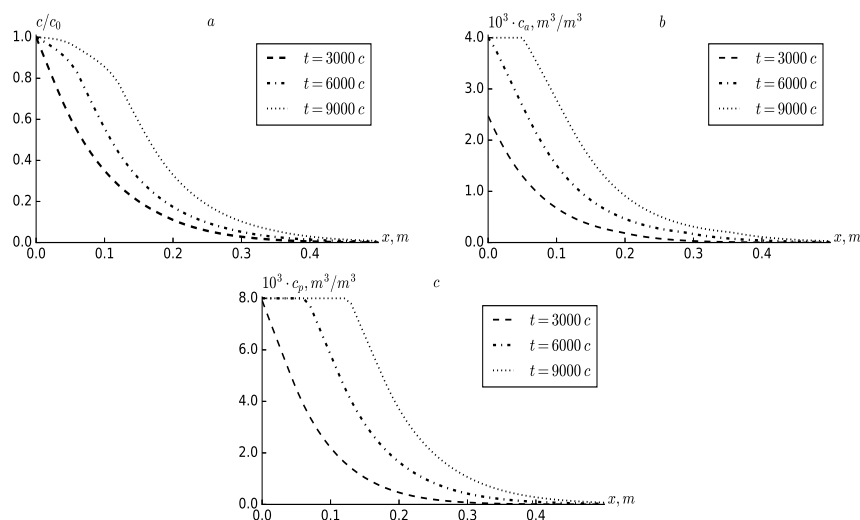 c/c₀ a
1.0
0.8
0.6
0.4
0.2
0.0
0.0 0.1 0.2 0.3 0.4 x, m
t = 3000 c
t = 6000 c
t = 9000 c
10³ · cₐ, m³/m³ b
4.0
3.0
2.0
1.0
0.0
0.0 0.1 0.2 0.3 0.4 x, m
t = 3000 c
t = 6000 c
t = 9000 c
10³ · cₚ, m³/m³ c
8.0
6.0
4.0
2.0
0.0
0.0 0.1 0.2 0.3 0.4 x, m
t = 3000 c
t = 6000 c
t = 9000 c